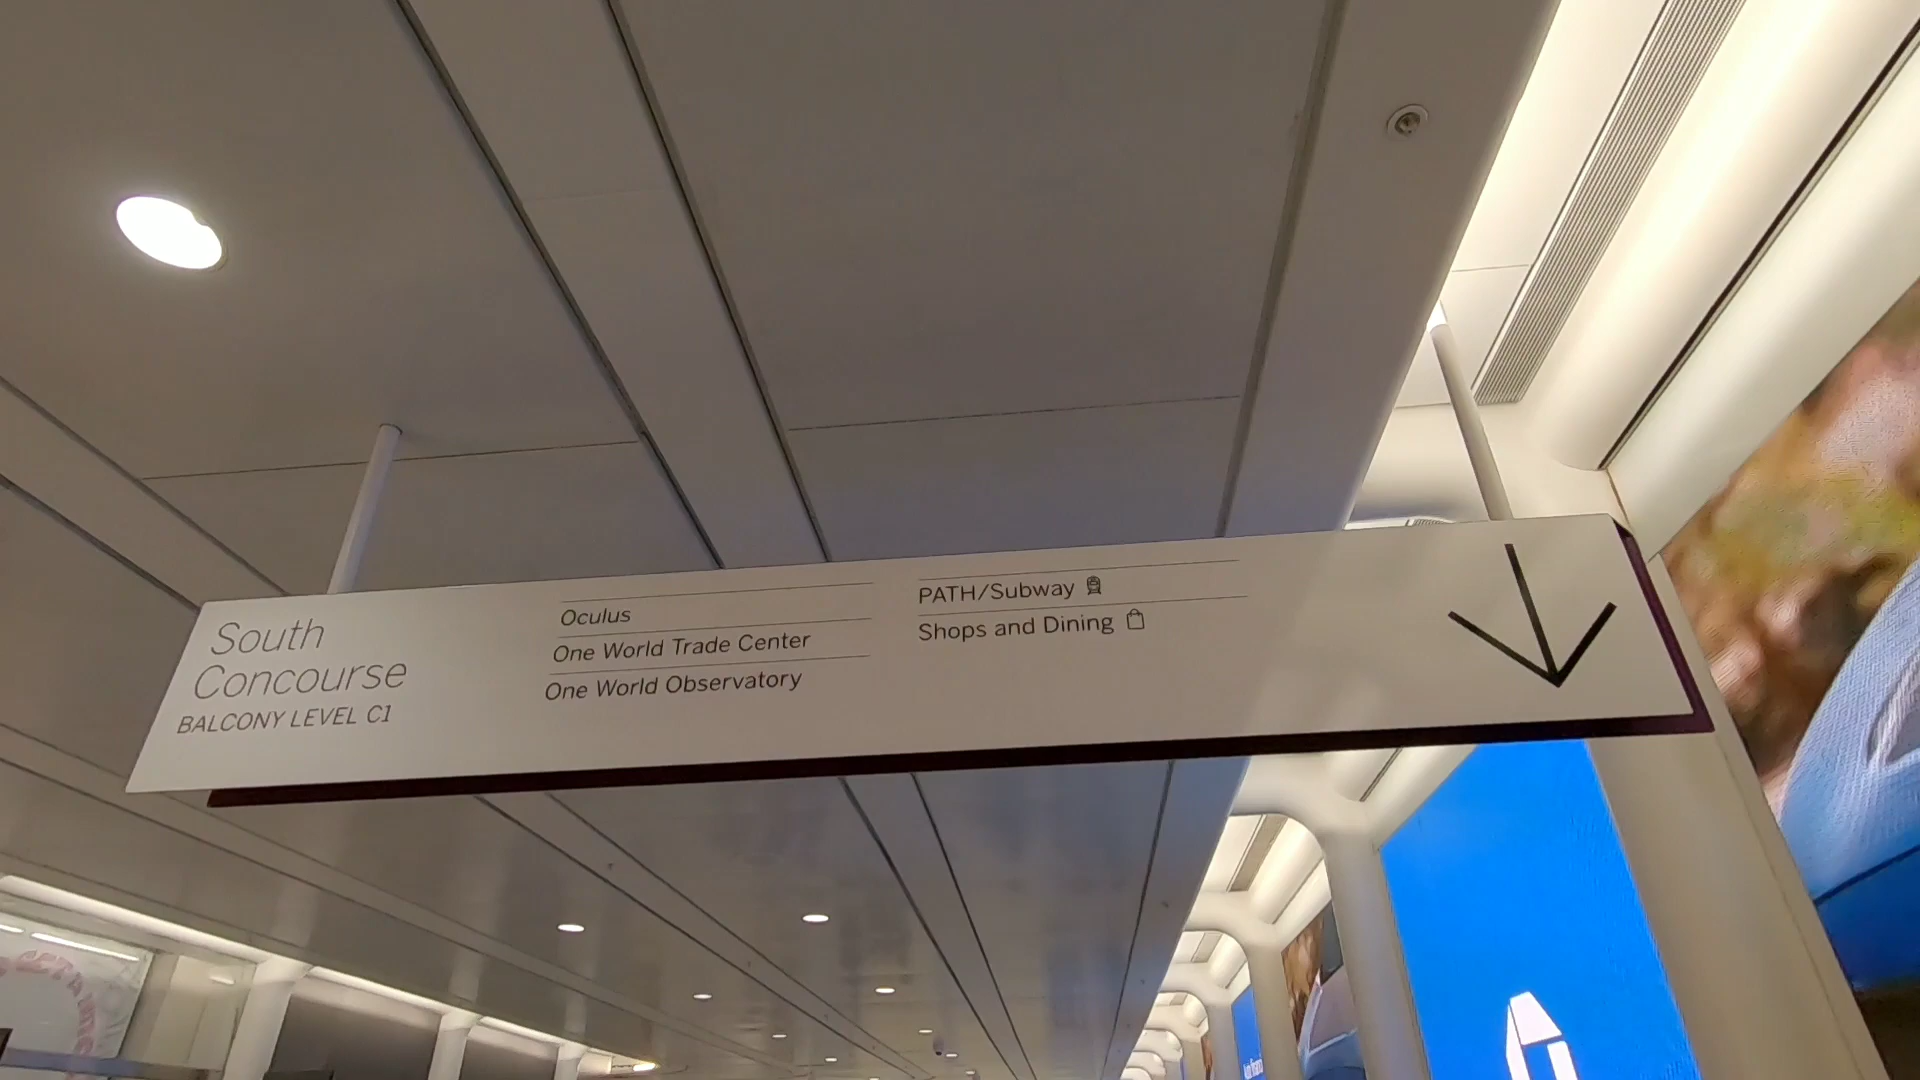 South
Concourse
BALCONY LEVEL C1
Oculus
One World Trade Center
One World Observatory
PATH/Subway
Shops and Dining